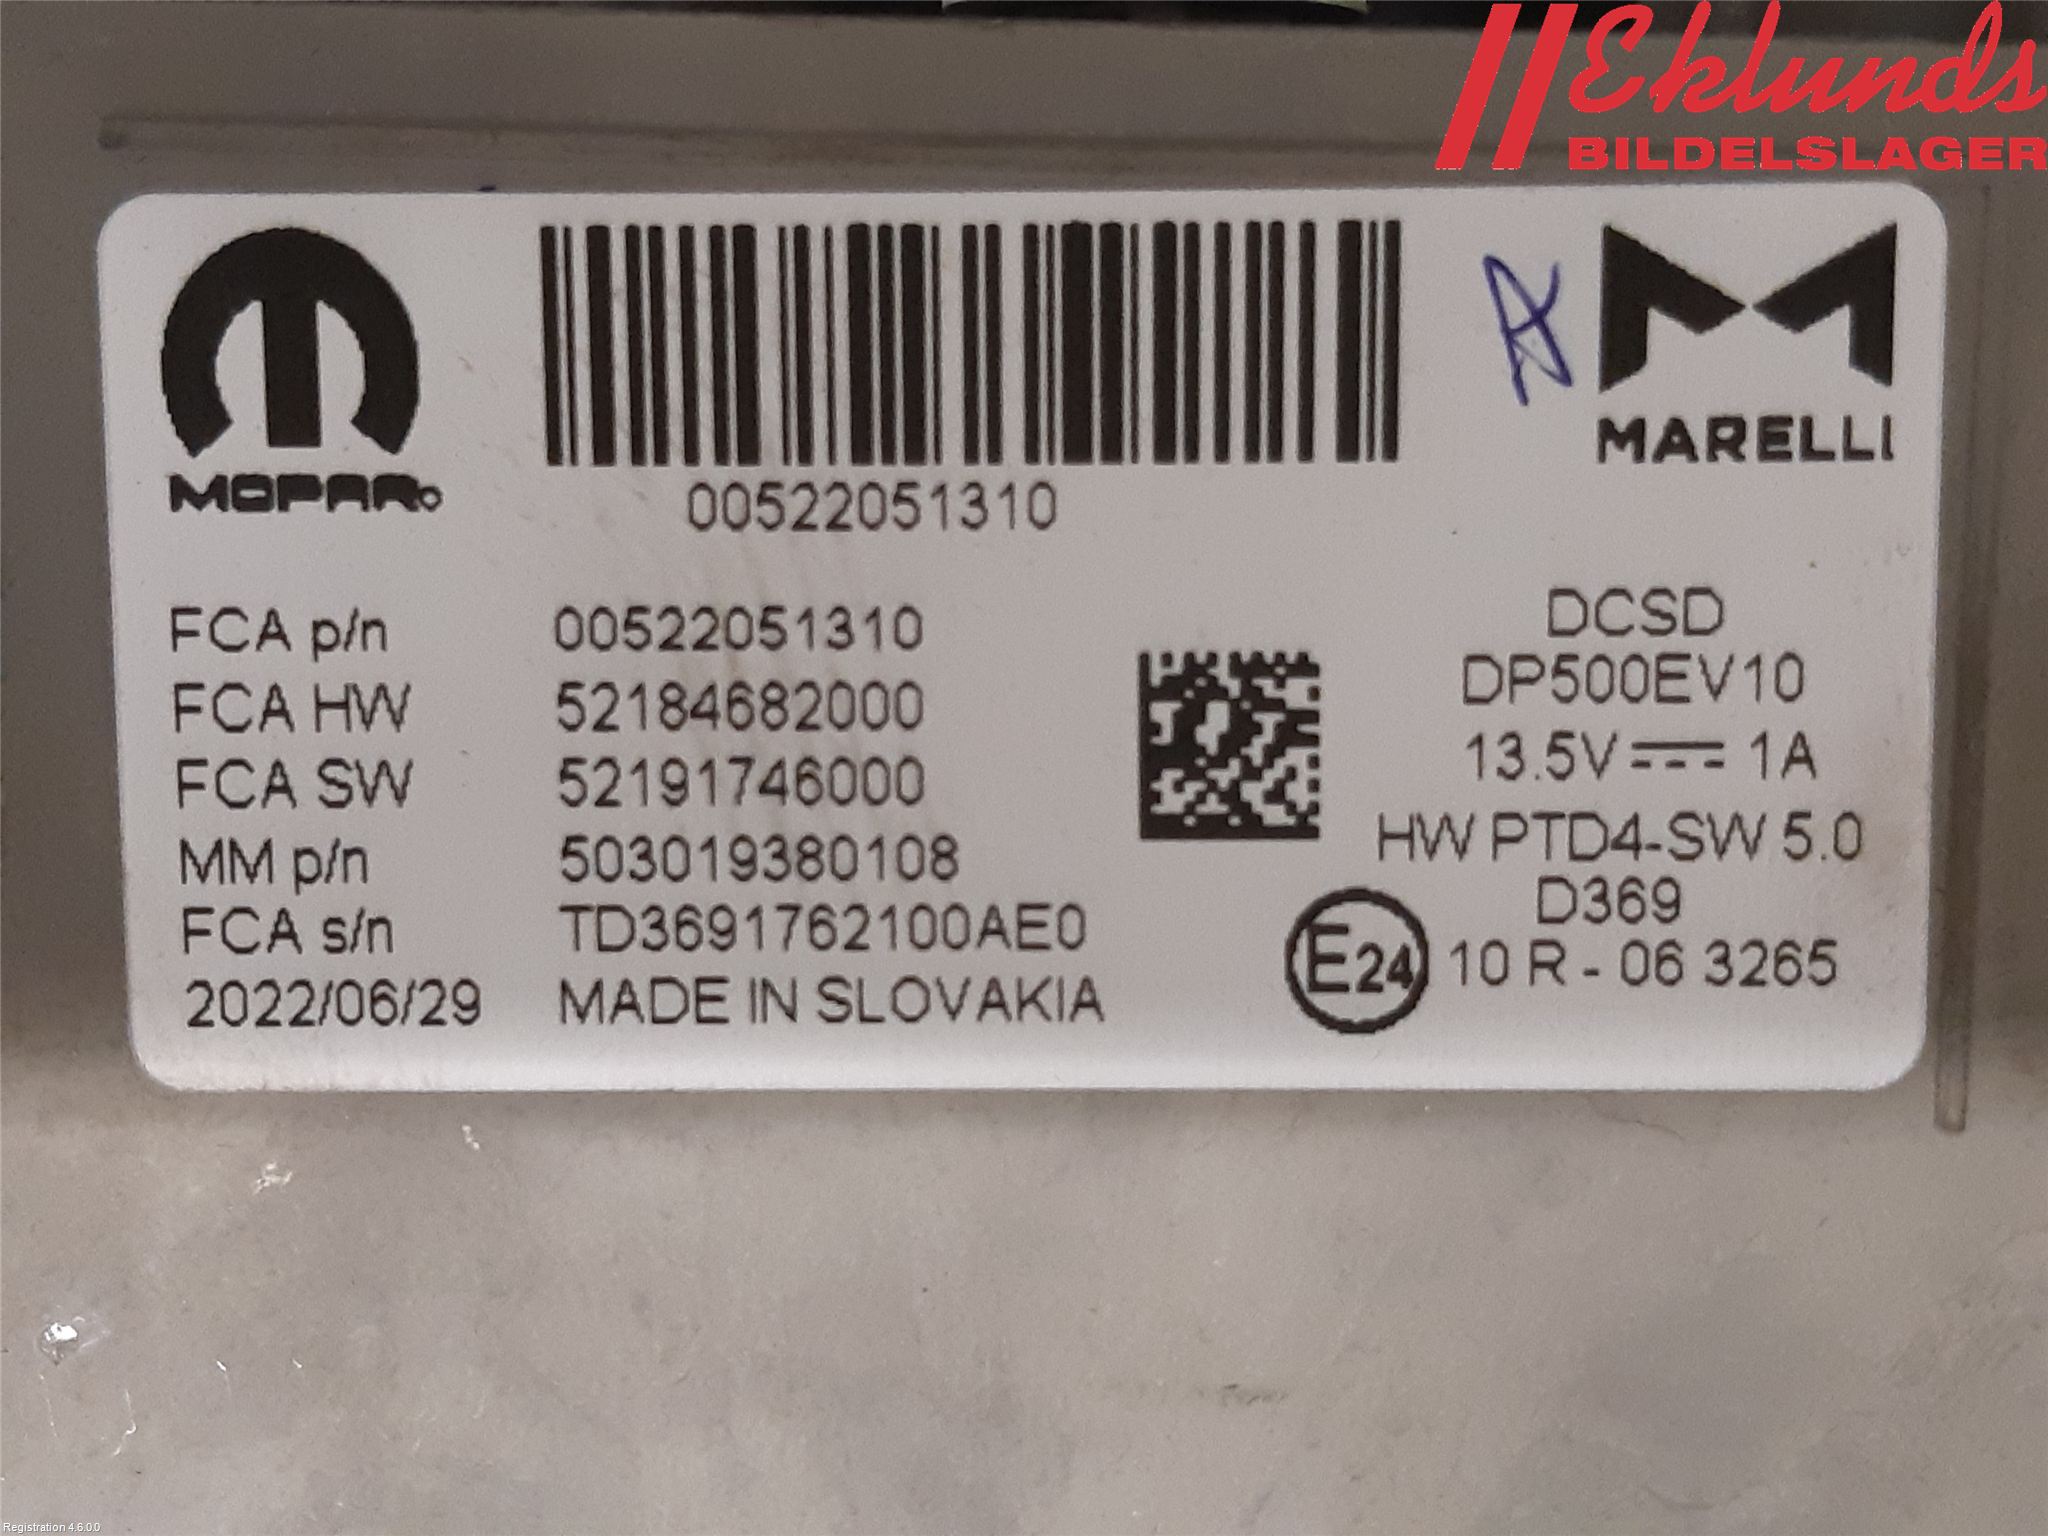 Eklunds
BILDELSLAGER
MOPAR
00522051310
A
MARELLI
FCA p/n 00522051310
FCA HW 52184682000
FCA SW 52191746000
MM p/n 503019380108
FCA s/n TD3691762100AE0
2022/06/29 MADE IN SLOVAKIA
DCSD
DP500EV10
13.5V ⎓ 1A
HW PTD4-SW 5.0
D369
E24 10 R - 06 3265
Registration 4.6.0.0